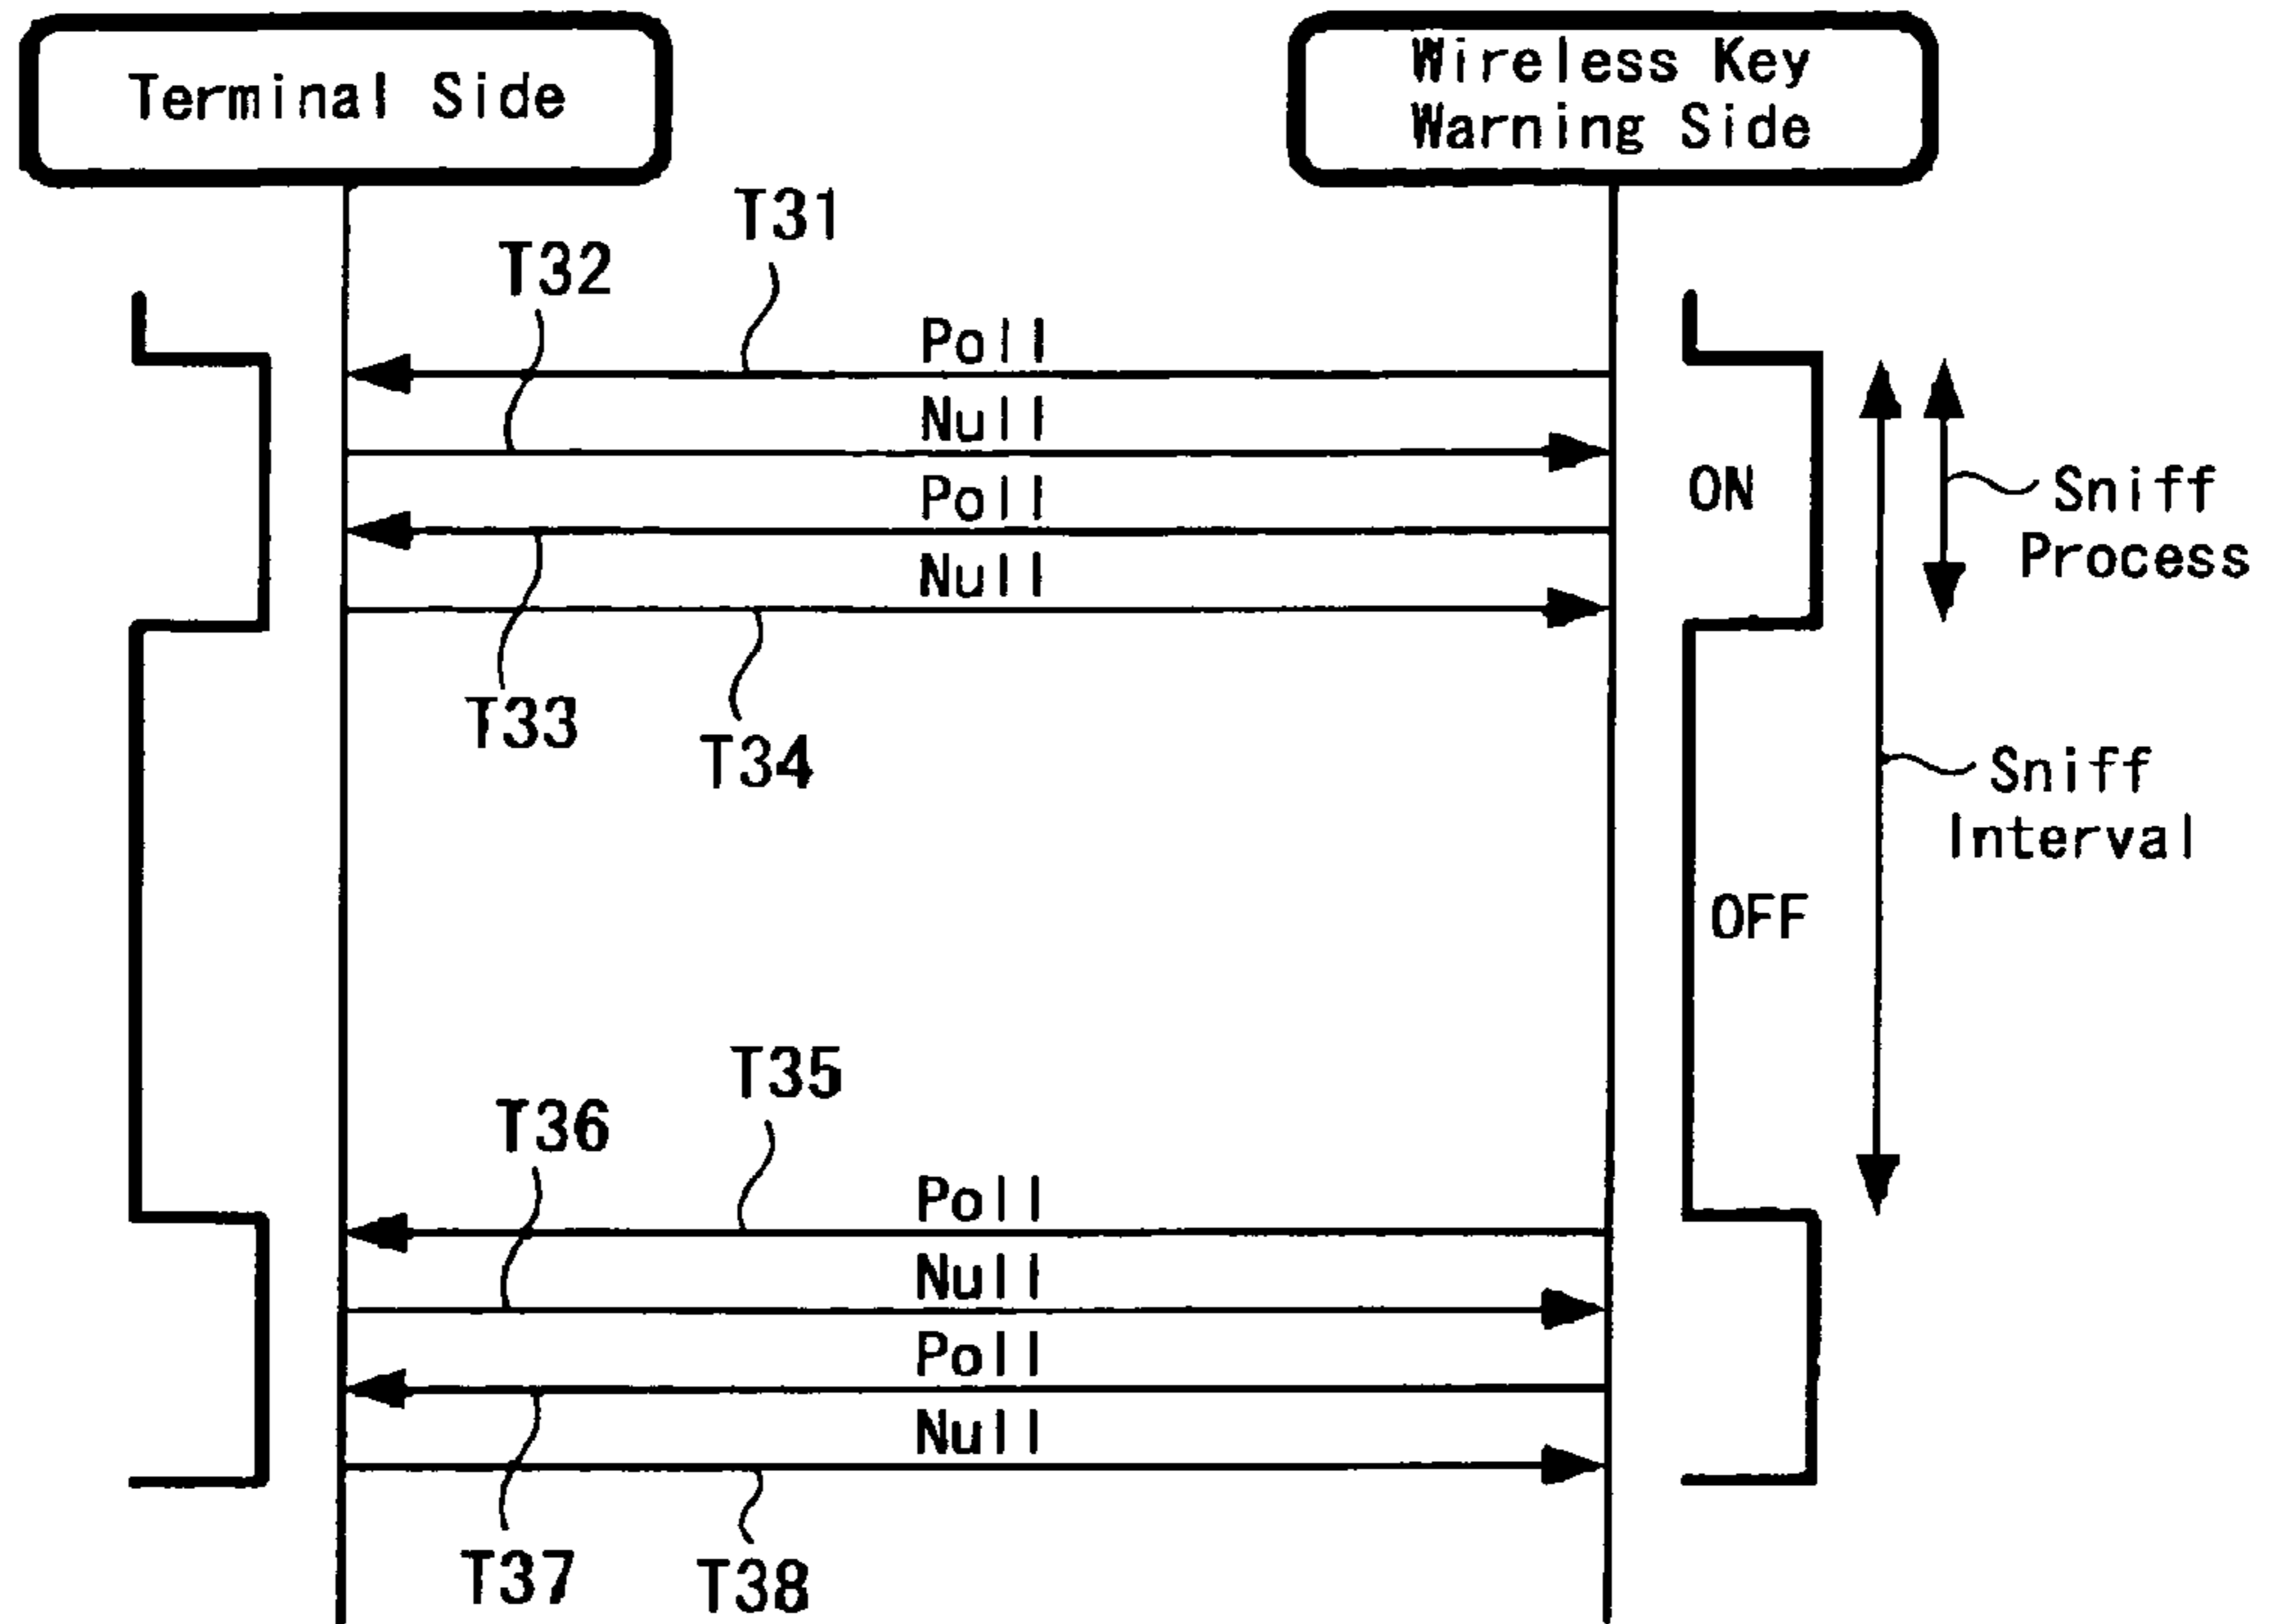 Terminal Side
Wireless Key
Warning Side
T31
T32
Poll
Null
Poll
Null
ON
Sniff
Process
T33
T34
Sniff
Interval
OFF
T35
T36
Poll
Null
Poll
Null
T37
T38